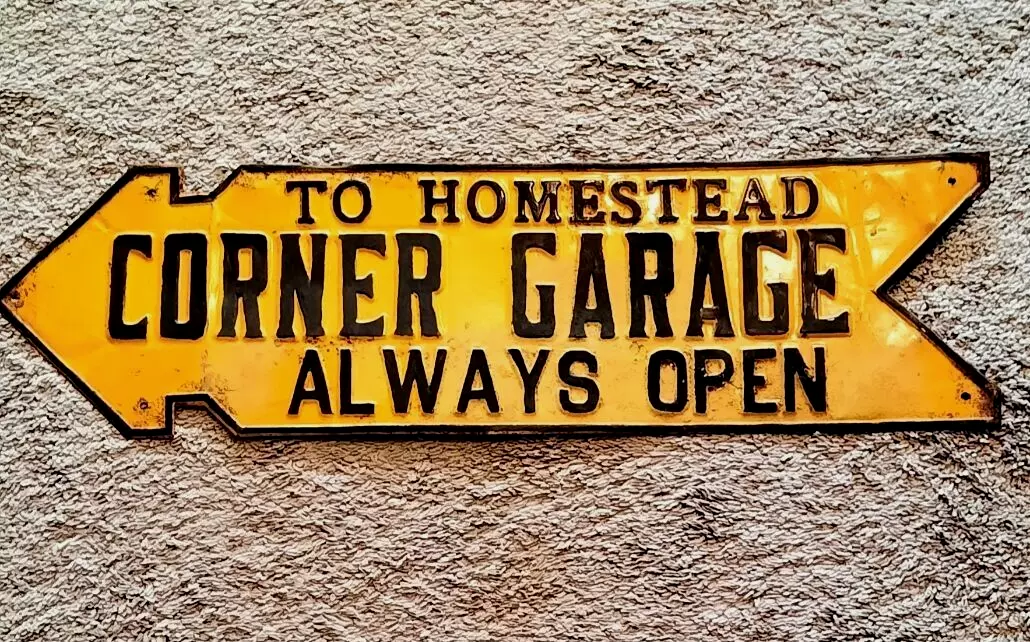 TO HOMESTEAD
CORNER GARAGE
ALWAYS OPEN